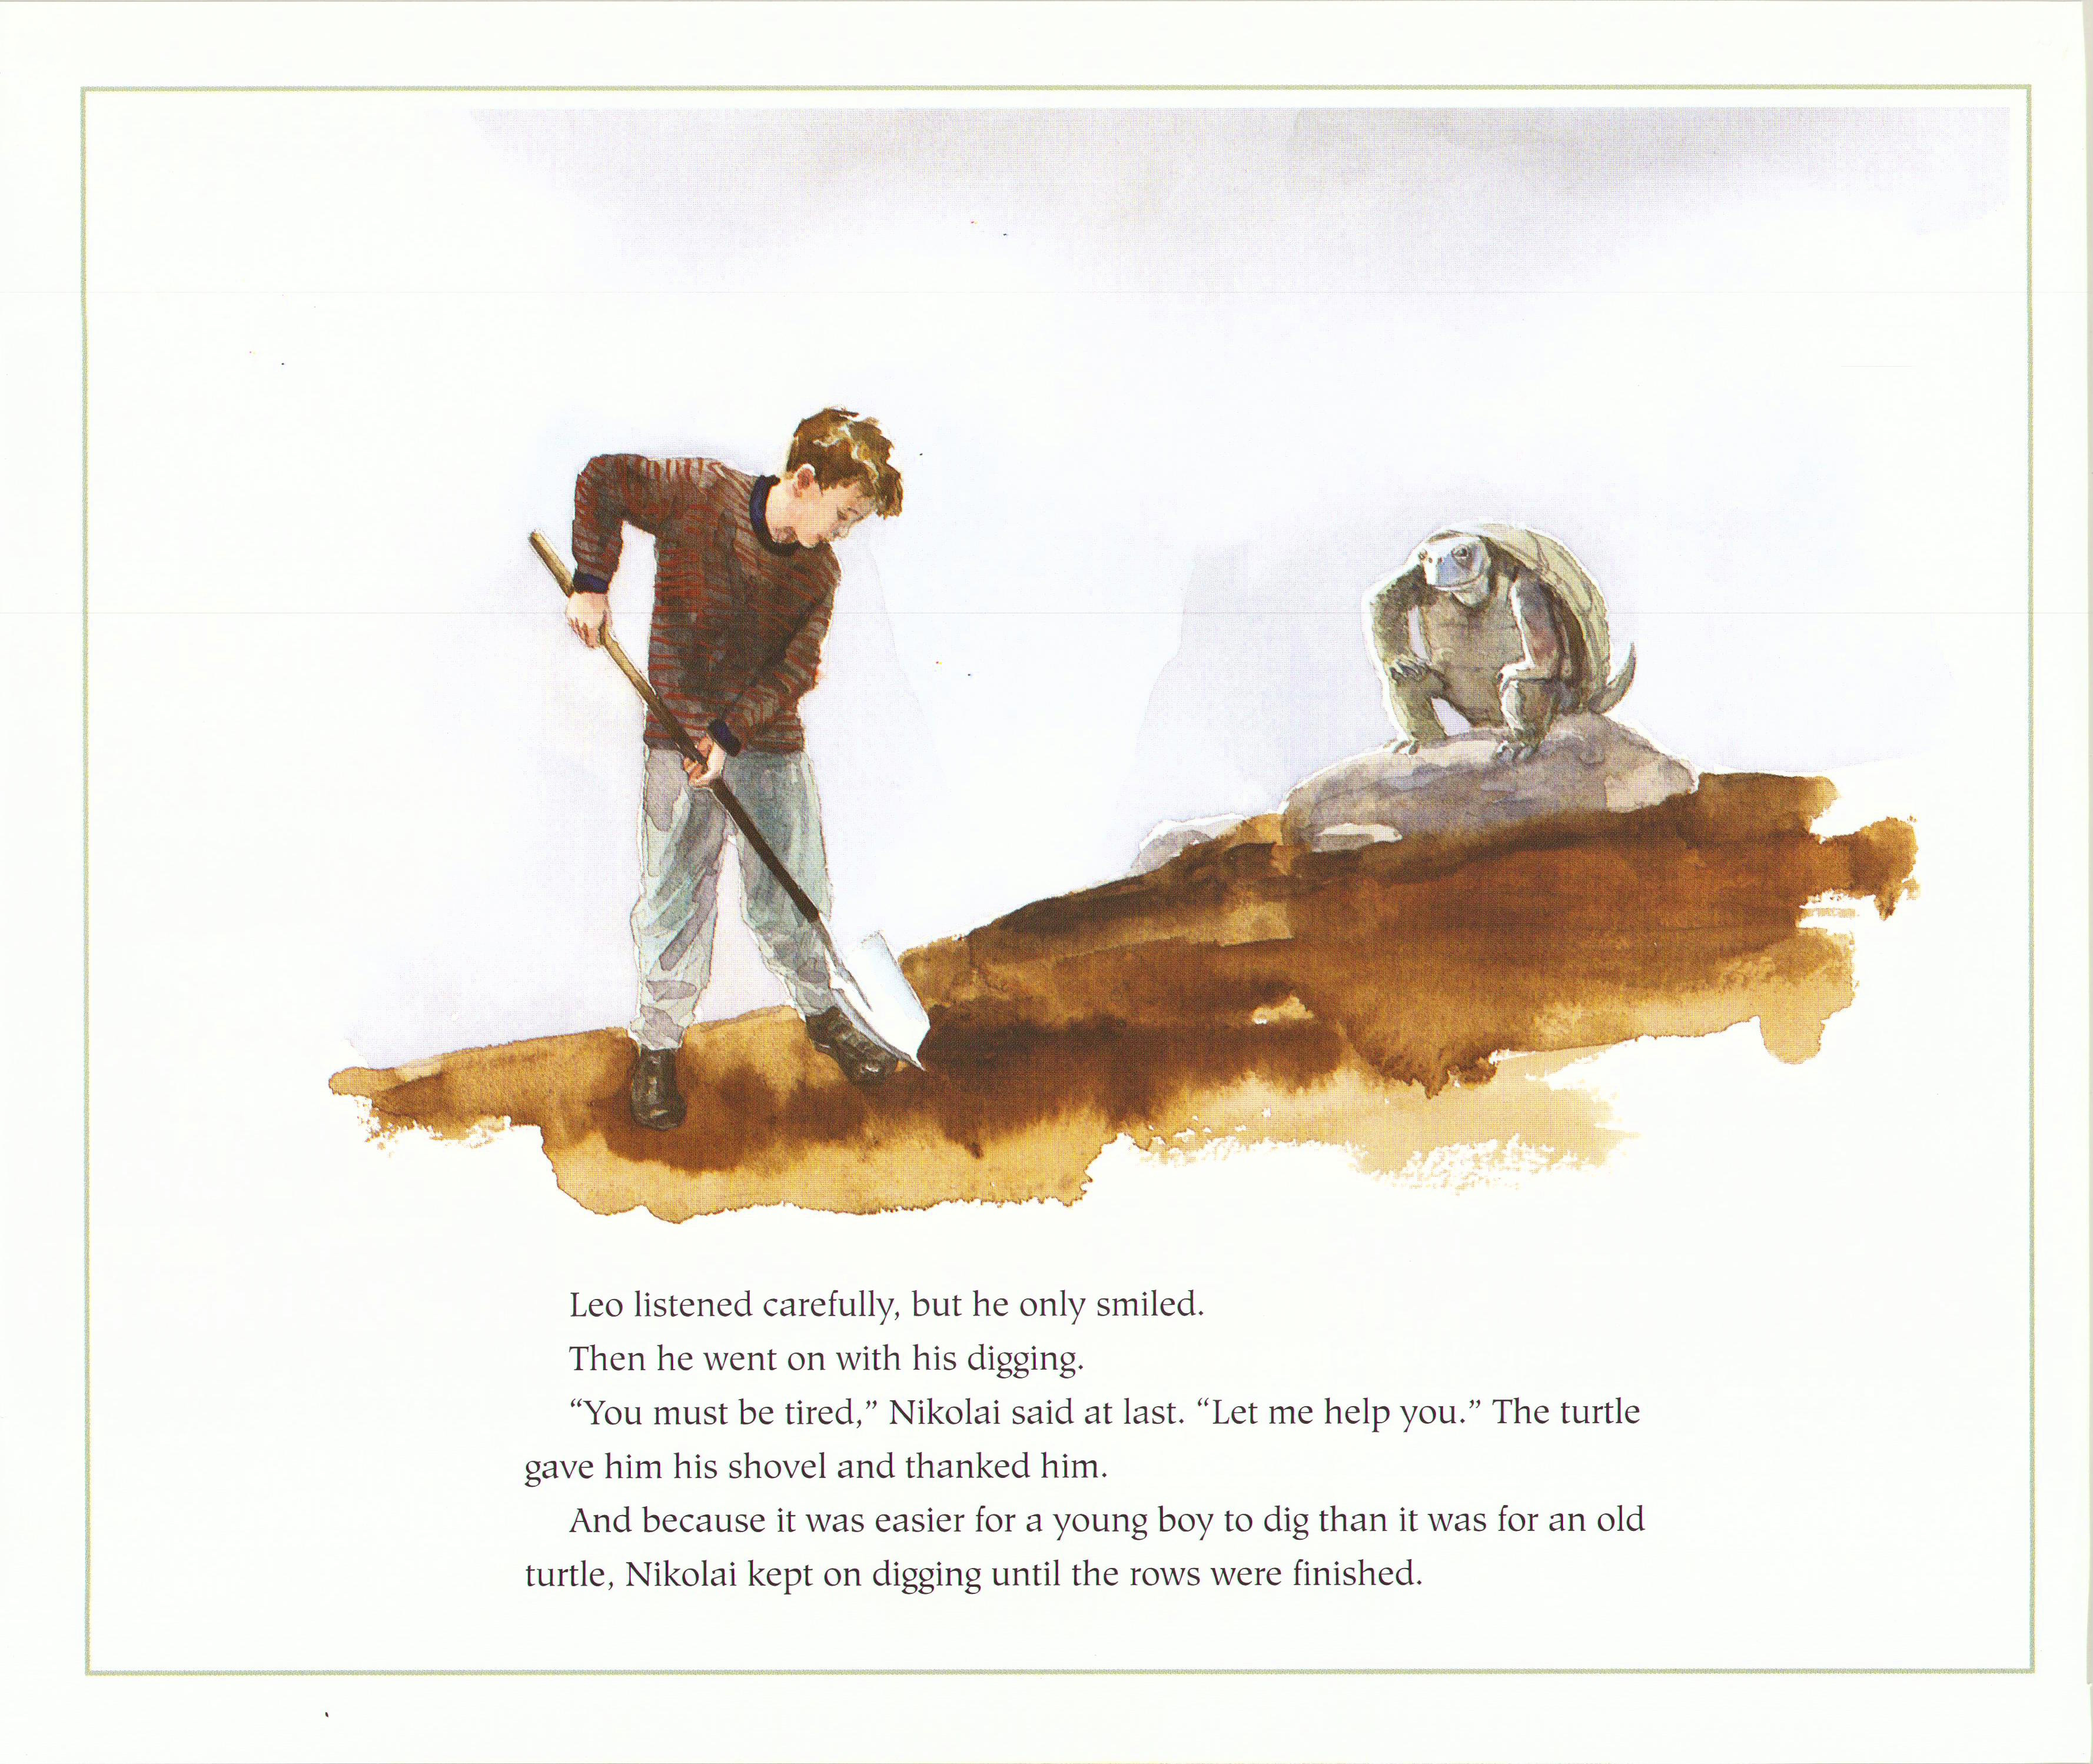 Leo listened carefully, but he only smiled.
Then he went on with his digging.
“You must be tired,” Nikolai said at last. “Let me help you.” The turtle
gave him his shovel and thanked him.
And because it was easier for a young boy to dig than it was for an old
turtle, Nikolai kept on digging until the rows were finished.